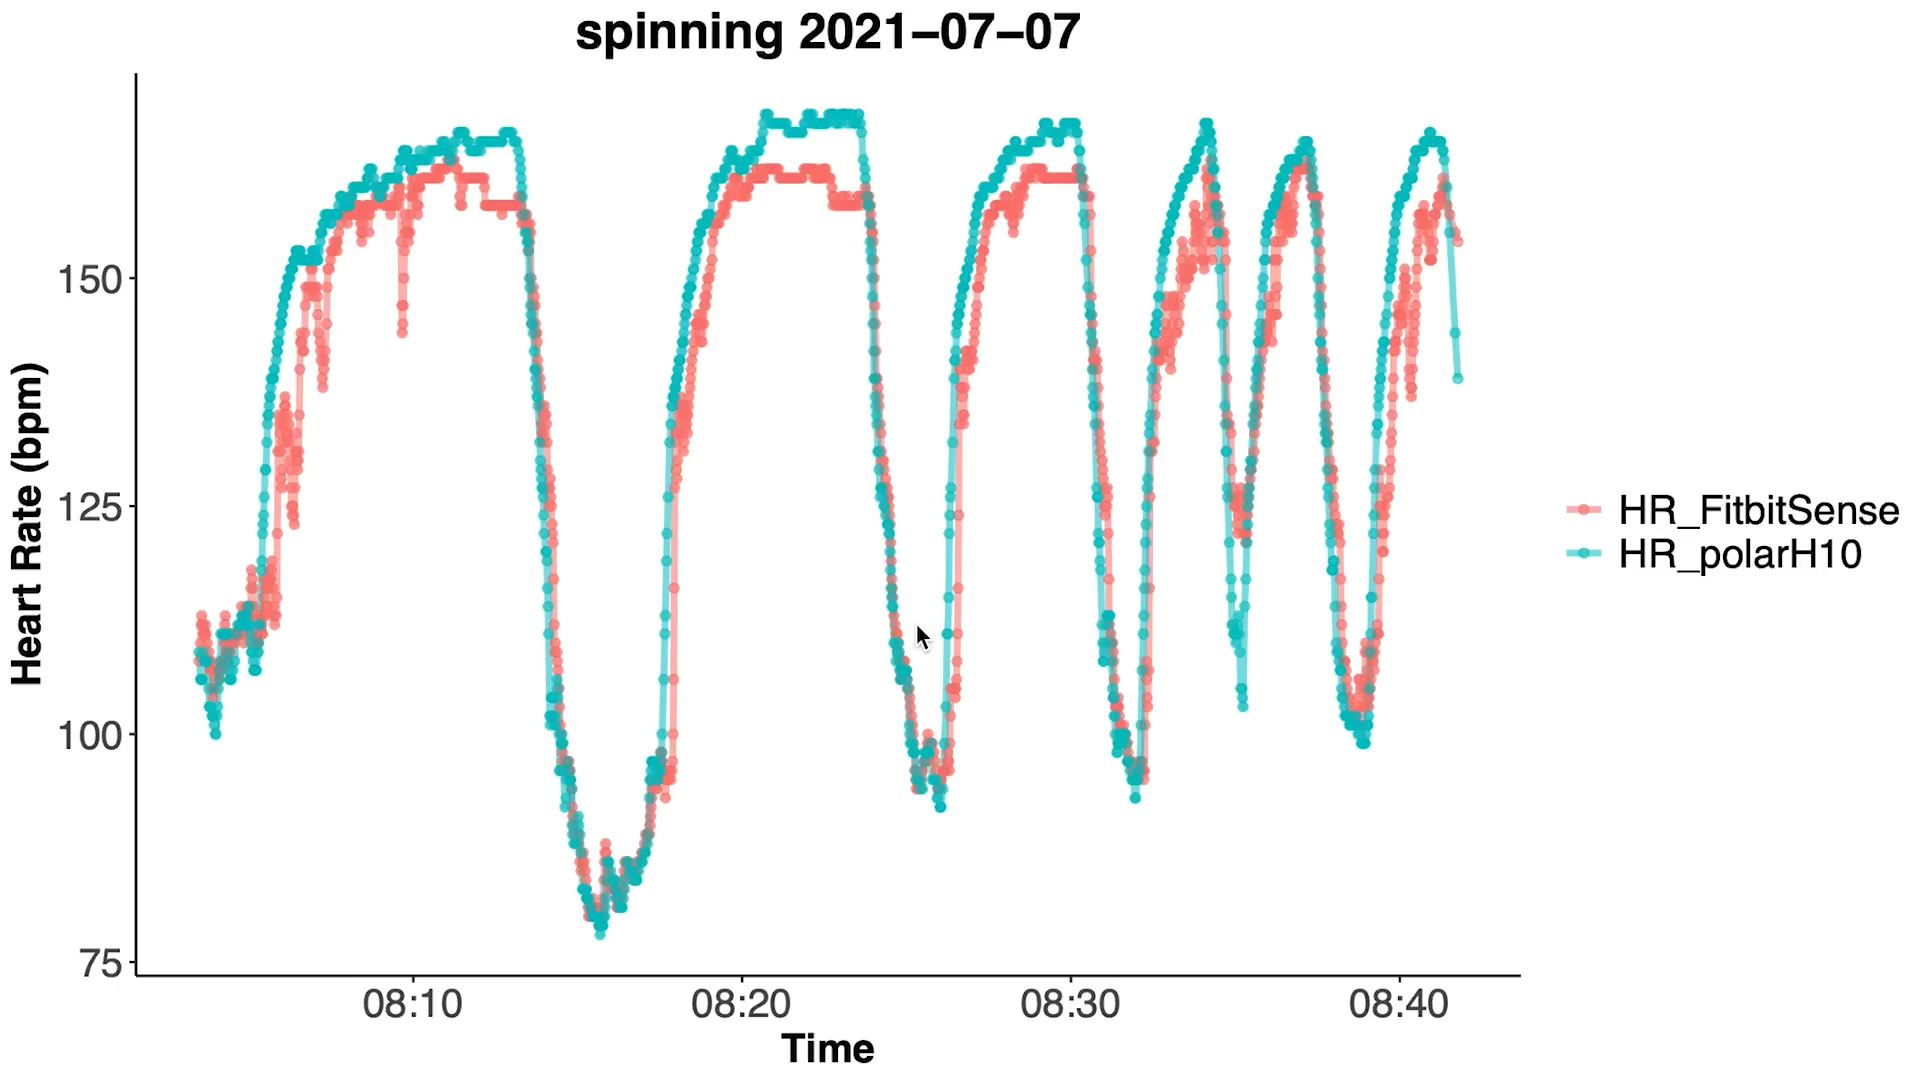 spinning 2021−07−07
Heart Rate (bpm)
150
125
100
75
08:10
08:20
08:30
08:40
Time
HR_FitbitSense
HR_polarH10